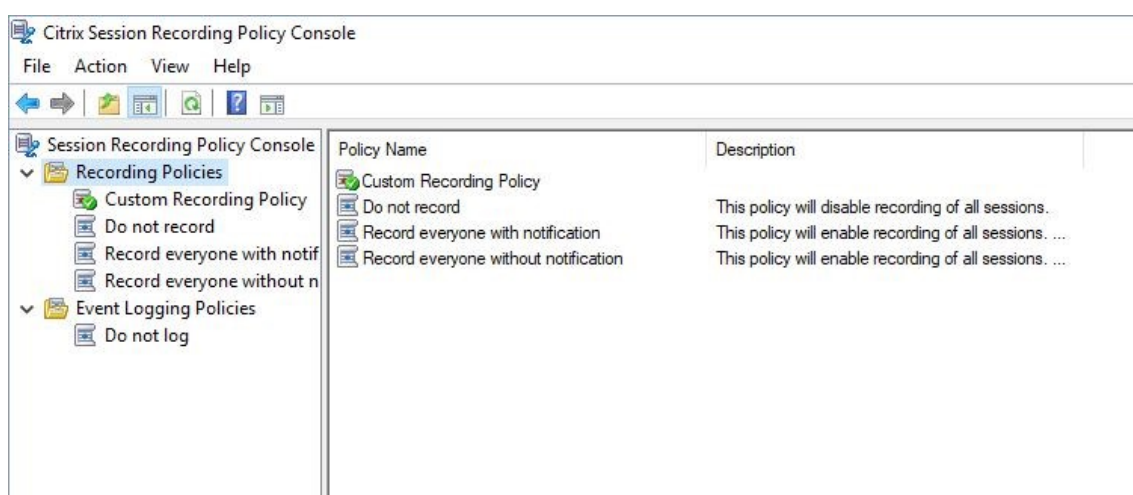 Citrix Session Recording Policy Console
File Action View Help
Session Recording Policy Console
Recording Policies
Custom Recording Policy
Do not record
Record everyone with notif
Record everyone without n
Event Logging Policies
Do not log
Policy Name Description
Custom Recording Policy
Do not record This policy will disable recording of all sessions.
Record everyone with notification This policy will enable recording of all sessions. ...
Record everyone without notification This policy will enable recording of all sessions. ...